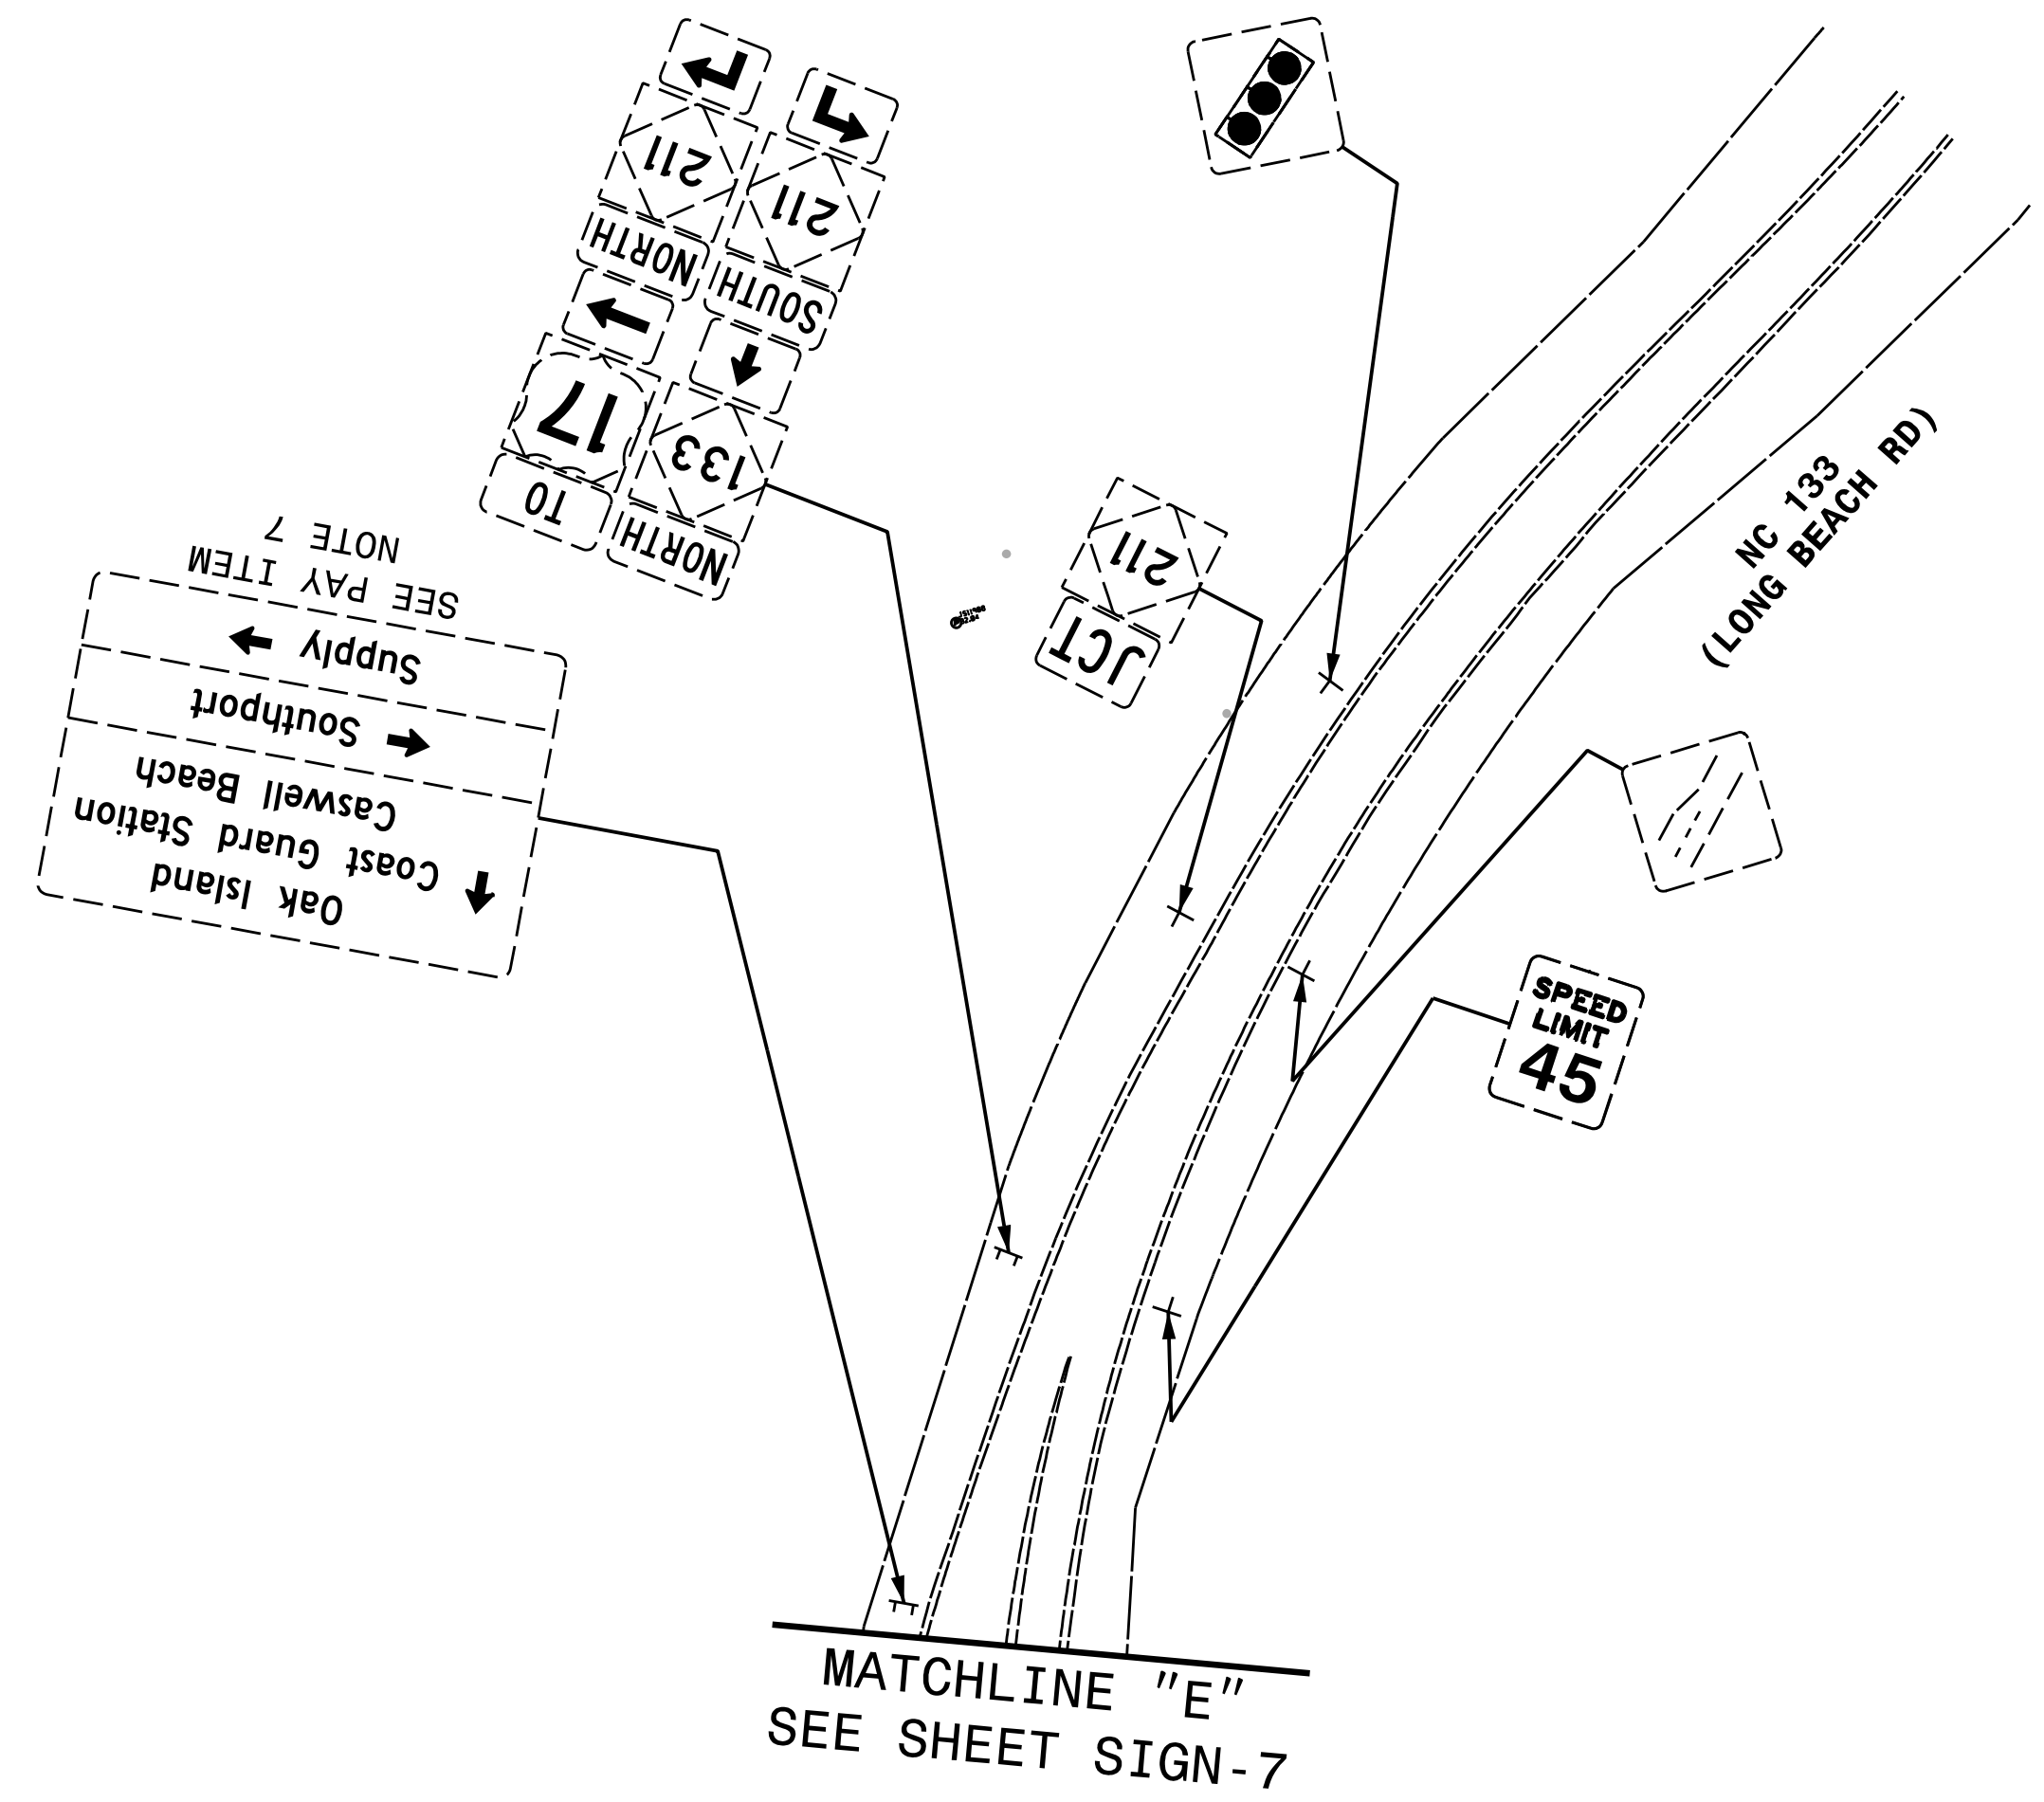 TO
17
NORTH
211
NORTH
133
SOUTH
211
SEE PAY ITEM
NOTE 7
Oak Island
Coast Guard Station
Caswell Beach
Southport
Supply
JCT
211
NC 133
(LONG BEACH RD)
SPEED
LIMIT
45
MATCHLINE "E"
SEE SHEET SIGN-7